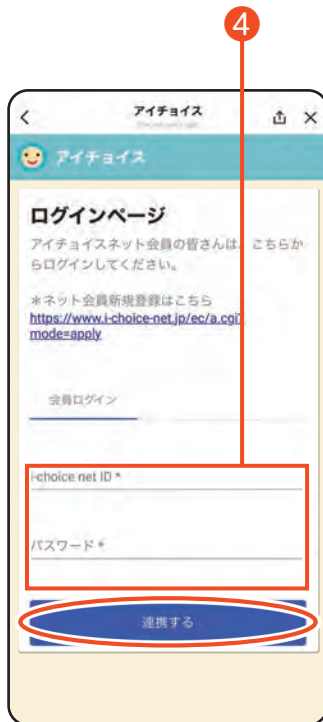 4
アイチョイス
アイチョイス
ログインページ
アイチョイスネット会員の皆さんは、こちらか
らログインしてください。
*ネット会員新規登録はこちら
https://www.i-choice-net.jp/ec/a.cgi?
mode=apply
会員ログイン
i-choice net ID *
パスワード *
連携する